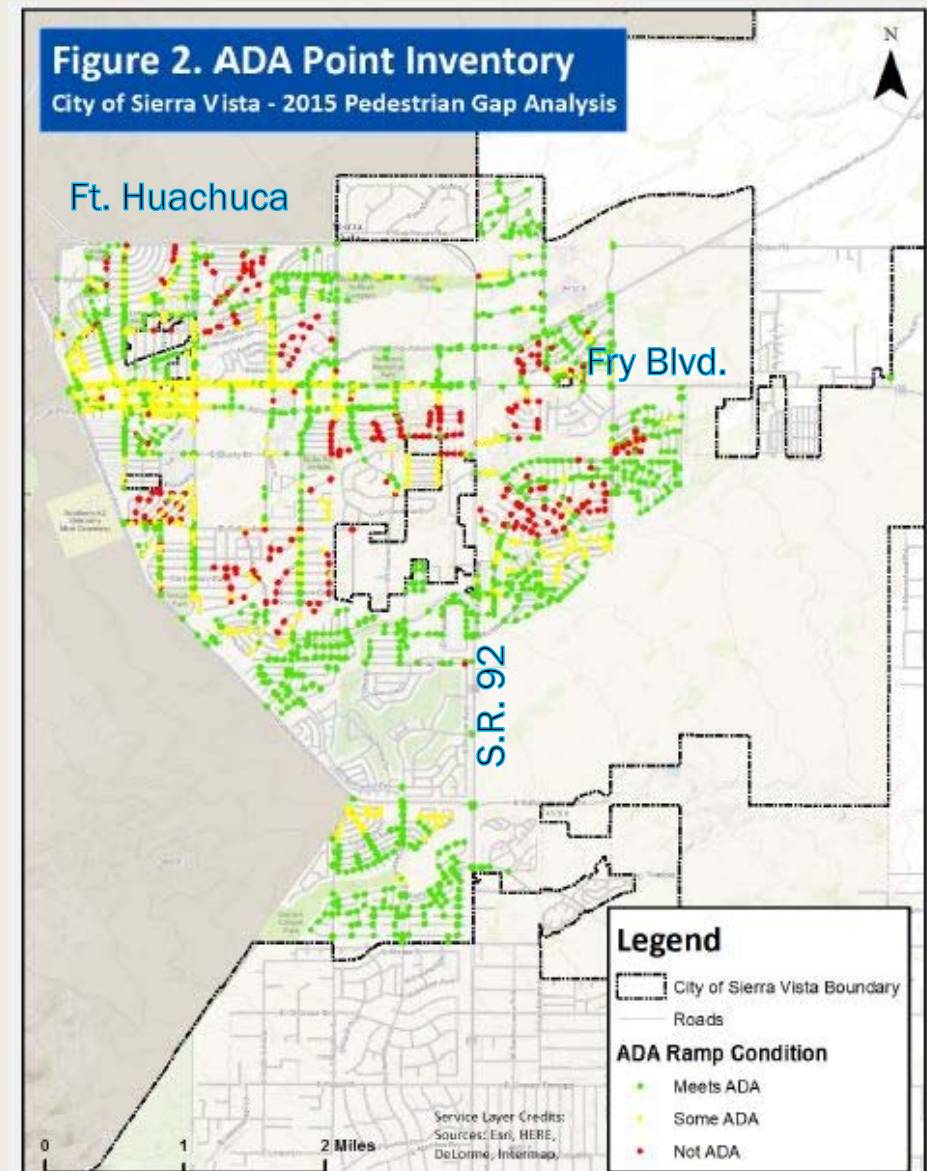 Figure 2. ADA Point Inventory
City of Sierra Vista - 2015 Pedestrian Gap Analysis
N
Ft. Huachuca
Fry Blvd.
S.R. 92
Legend
City of Sierra Vista Boundary
Roads
ADA Ramp Condition
Meets ADA
Some ADA
Not ADA
Service Layer Credits:
Sources: Esri, HERE,
DeLorme, Intermap,
0 1 2 Miles